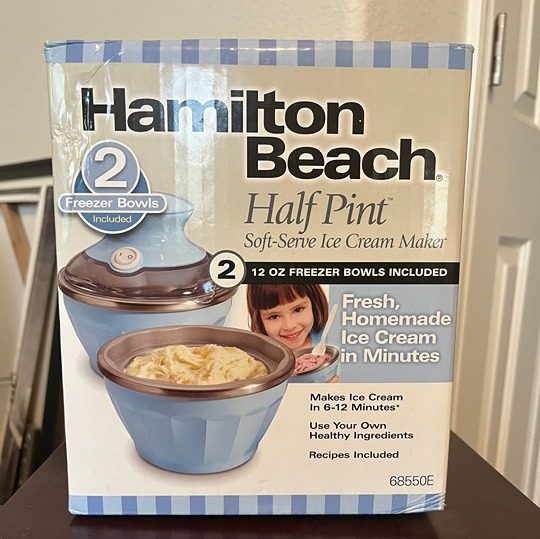 Hamilton
Beach®
2
Freezer Bowls
Included
Half Pint™
Soft-Serve Ice Cream Maker
2 12 OZ FREEZER BOWLS INCLUDED
Fresh,
Homemade
Ice Cream
in Minutes
Makes Ice Cream
In 6-12 Minutes*
Use Your Own
Healthy Ingredients
Recipes Included
68550E